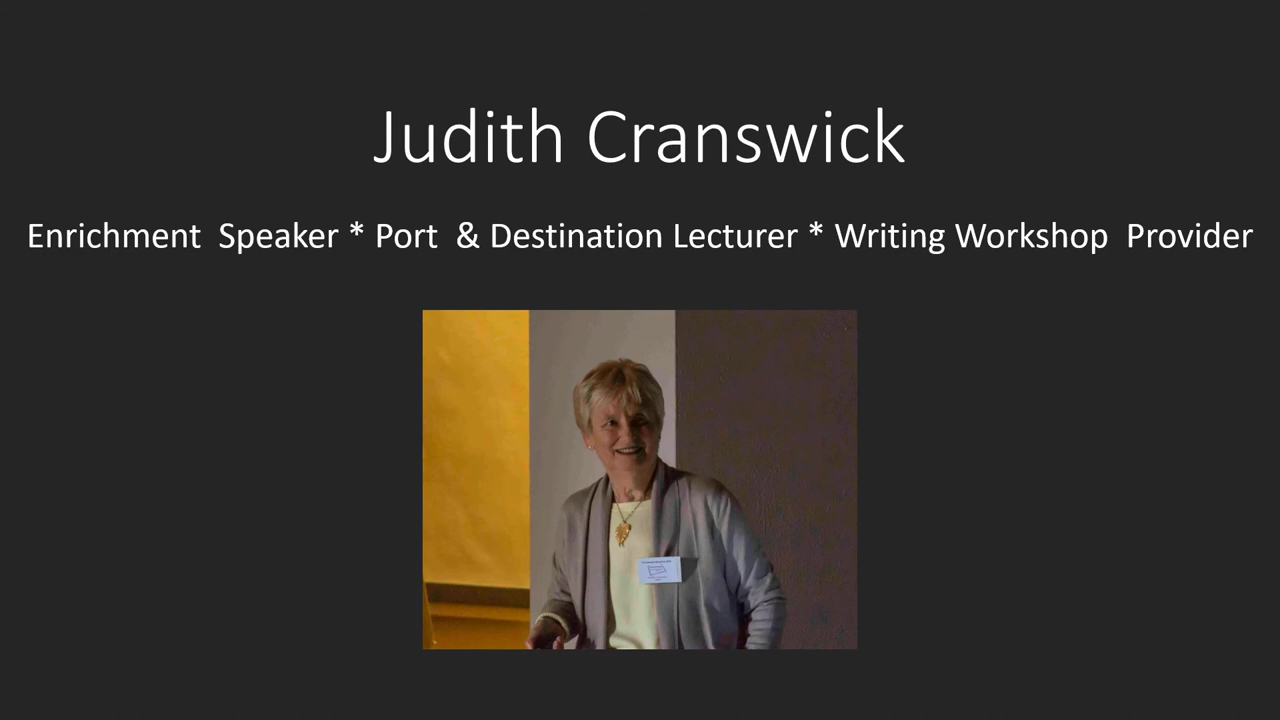 Judith Cranswick
Enrichment Speaker * Port & Destination Lecturer * Writing Workshop Provider